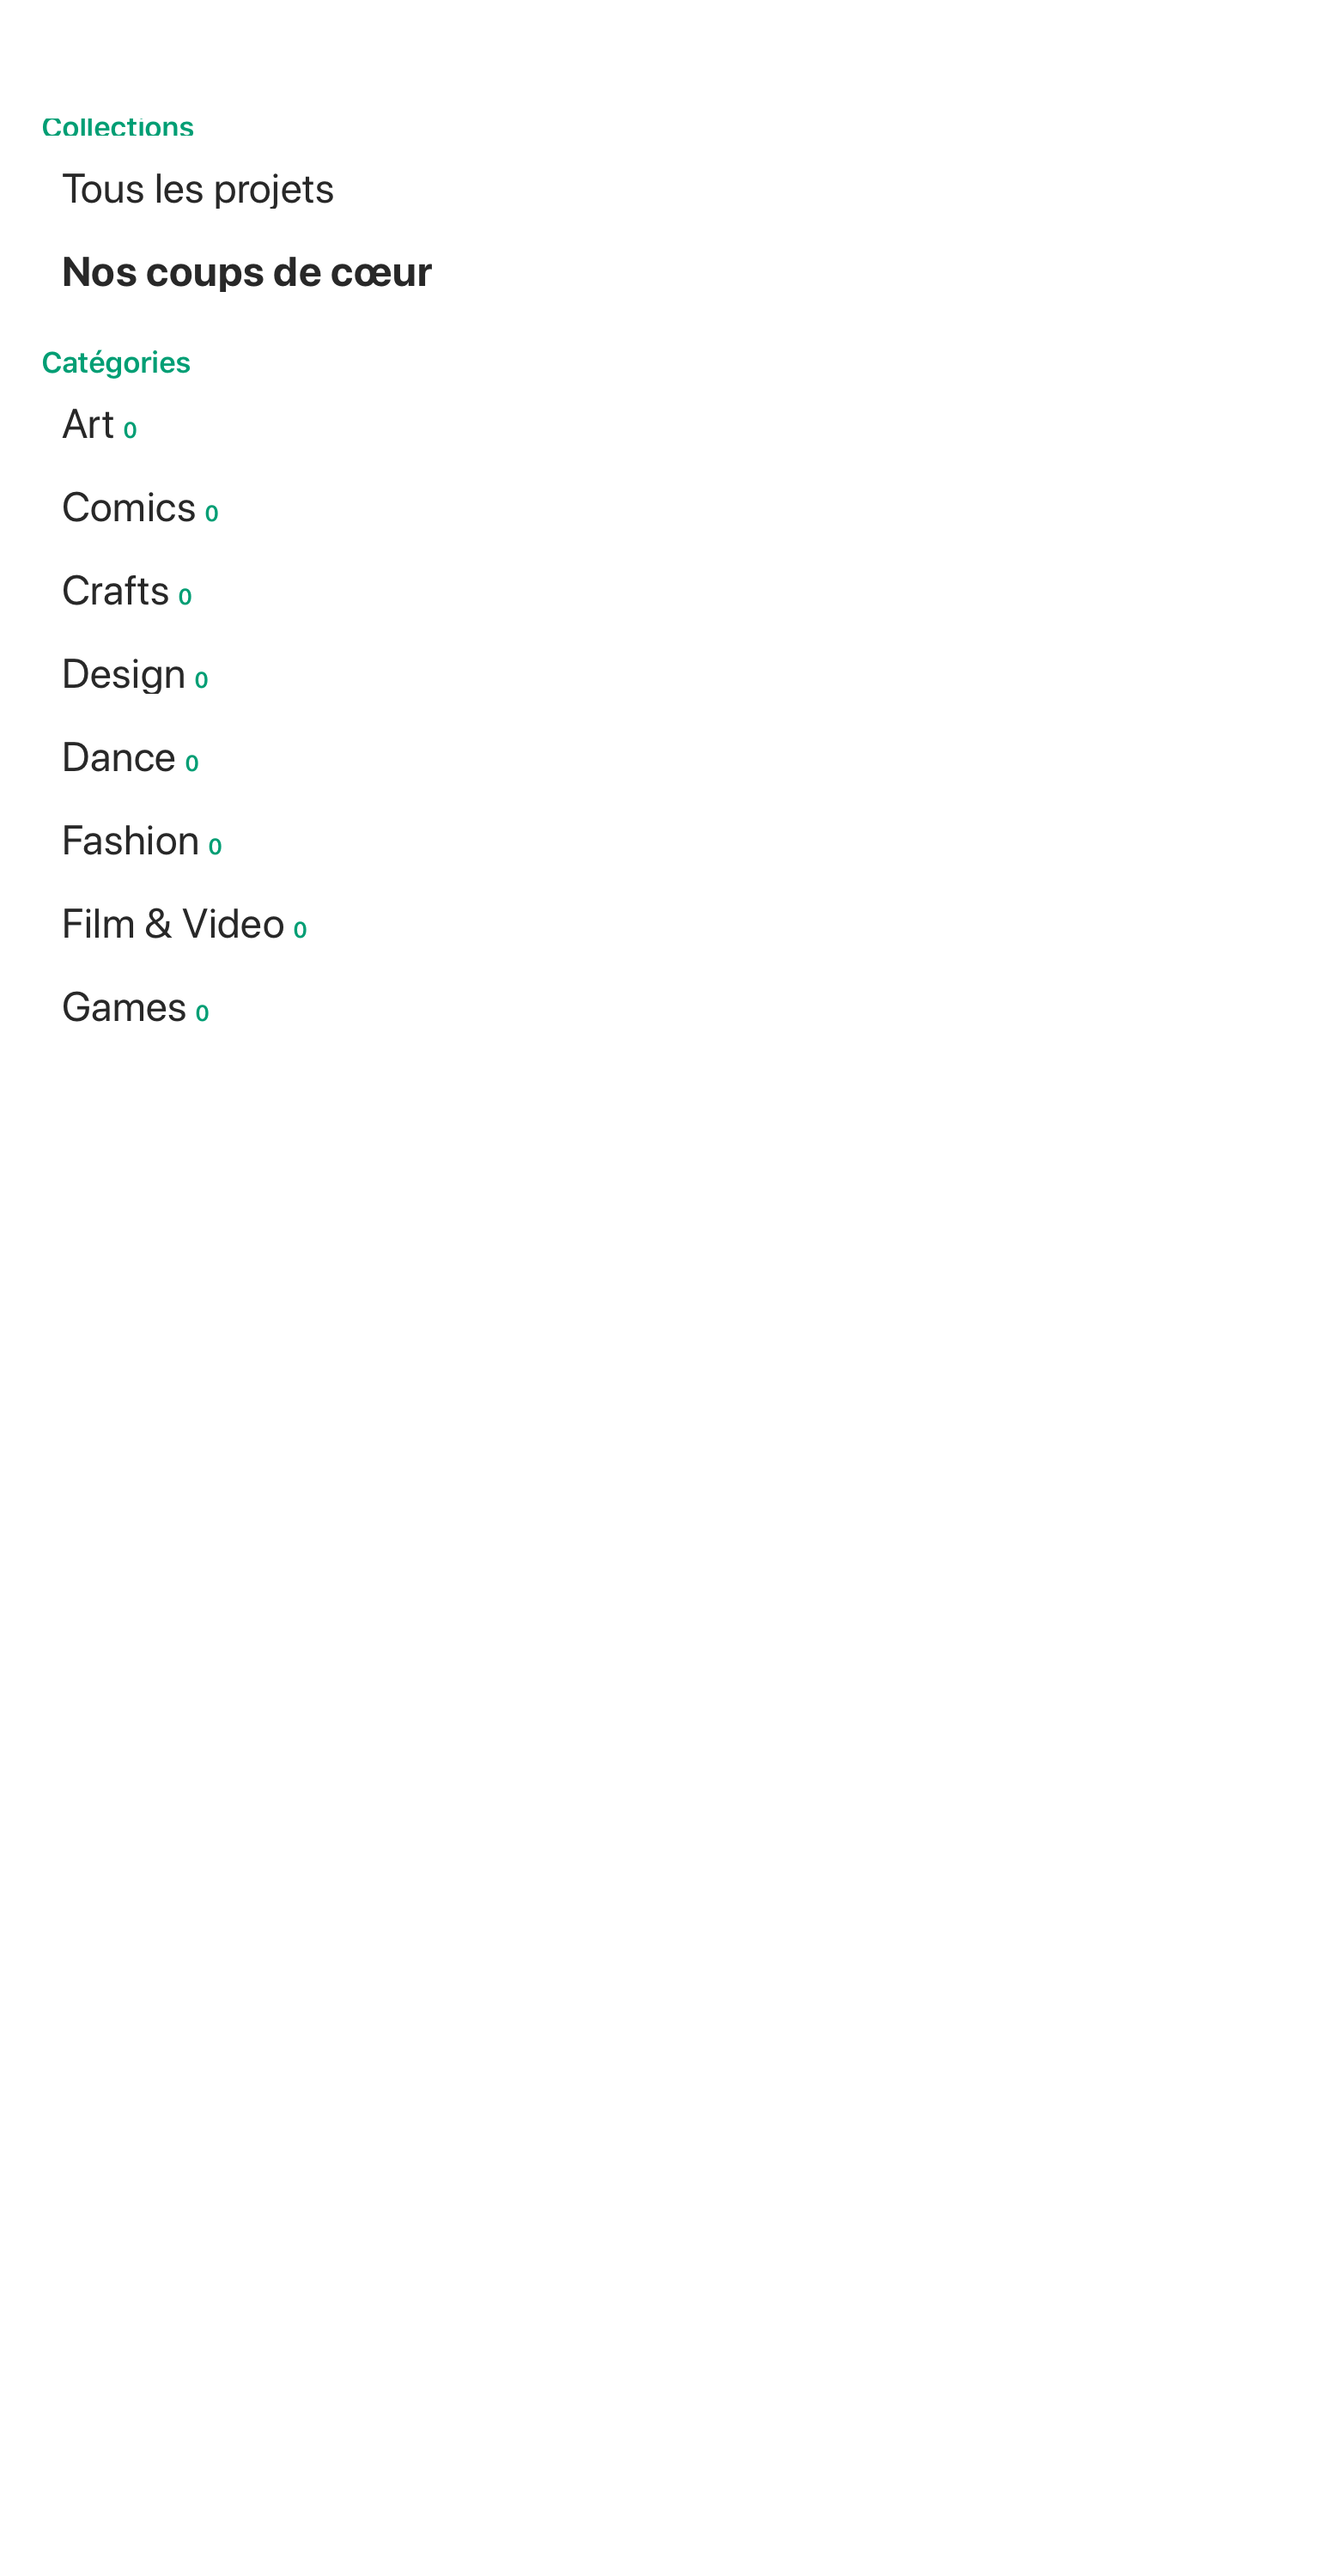 Collections
Tous les projets
Nos coups de cœur
Catégories
Art 0
Comics 0
Crafts 0
Design 0
Dance 0
Fashion 0
Film & Video 0
Games 0